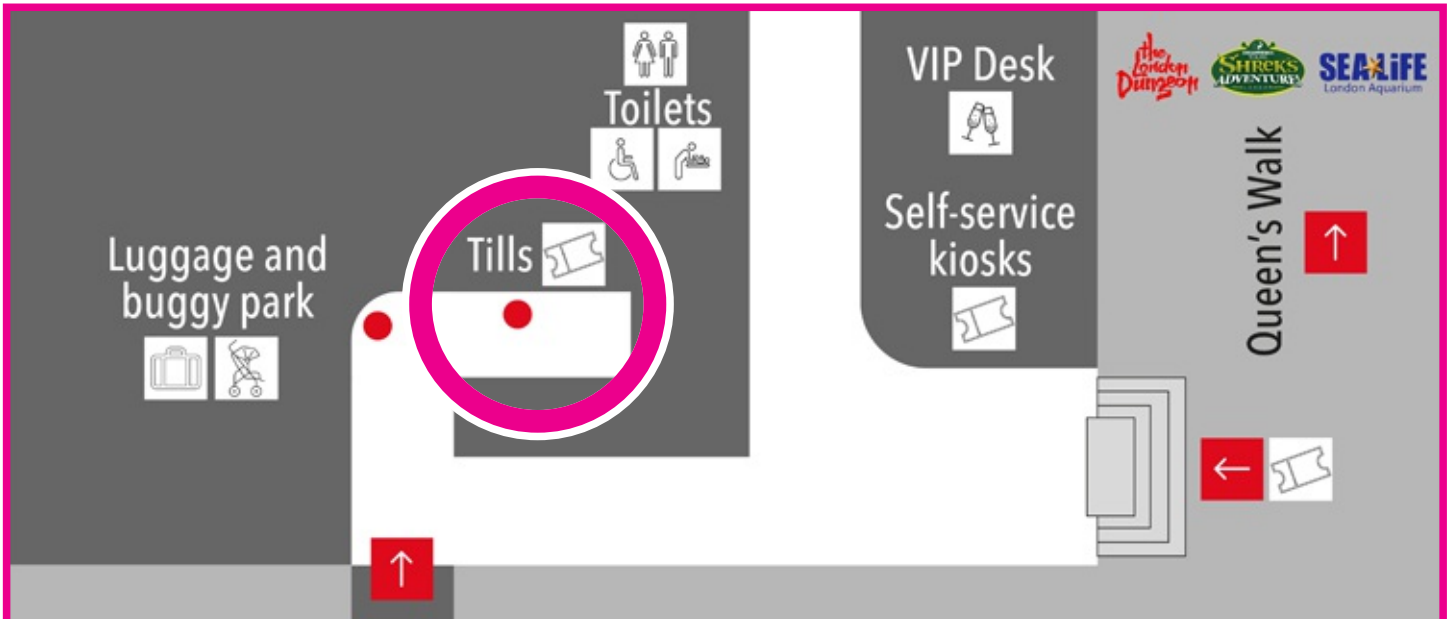 Toilets
VIP Desk
the
London
Dungeon
SHREK'S
ADVENTURE!
SEA LIFE
London Aquarium
Luggage and
buggy park
Tills
Self-service
kiosks
Queen's Walk